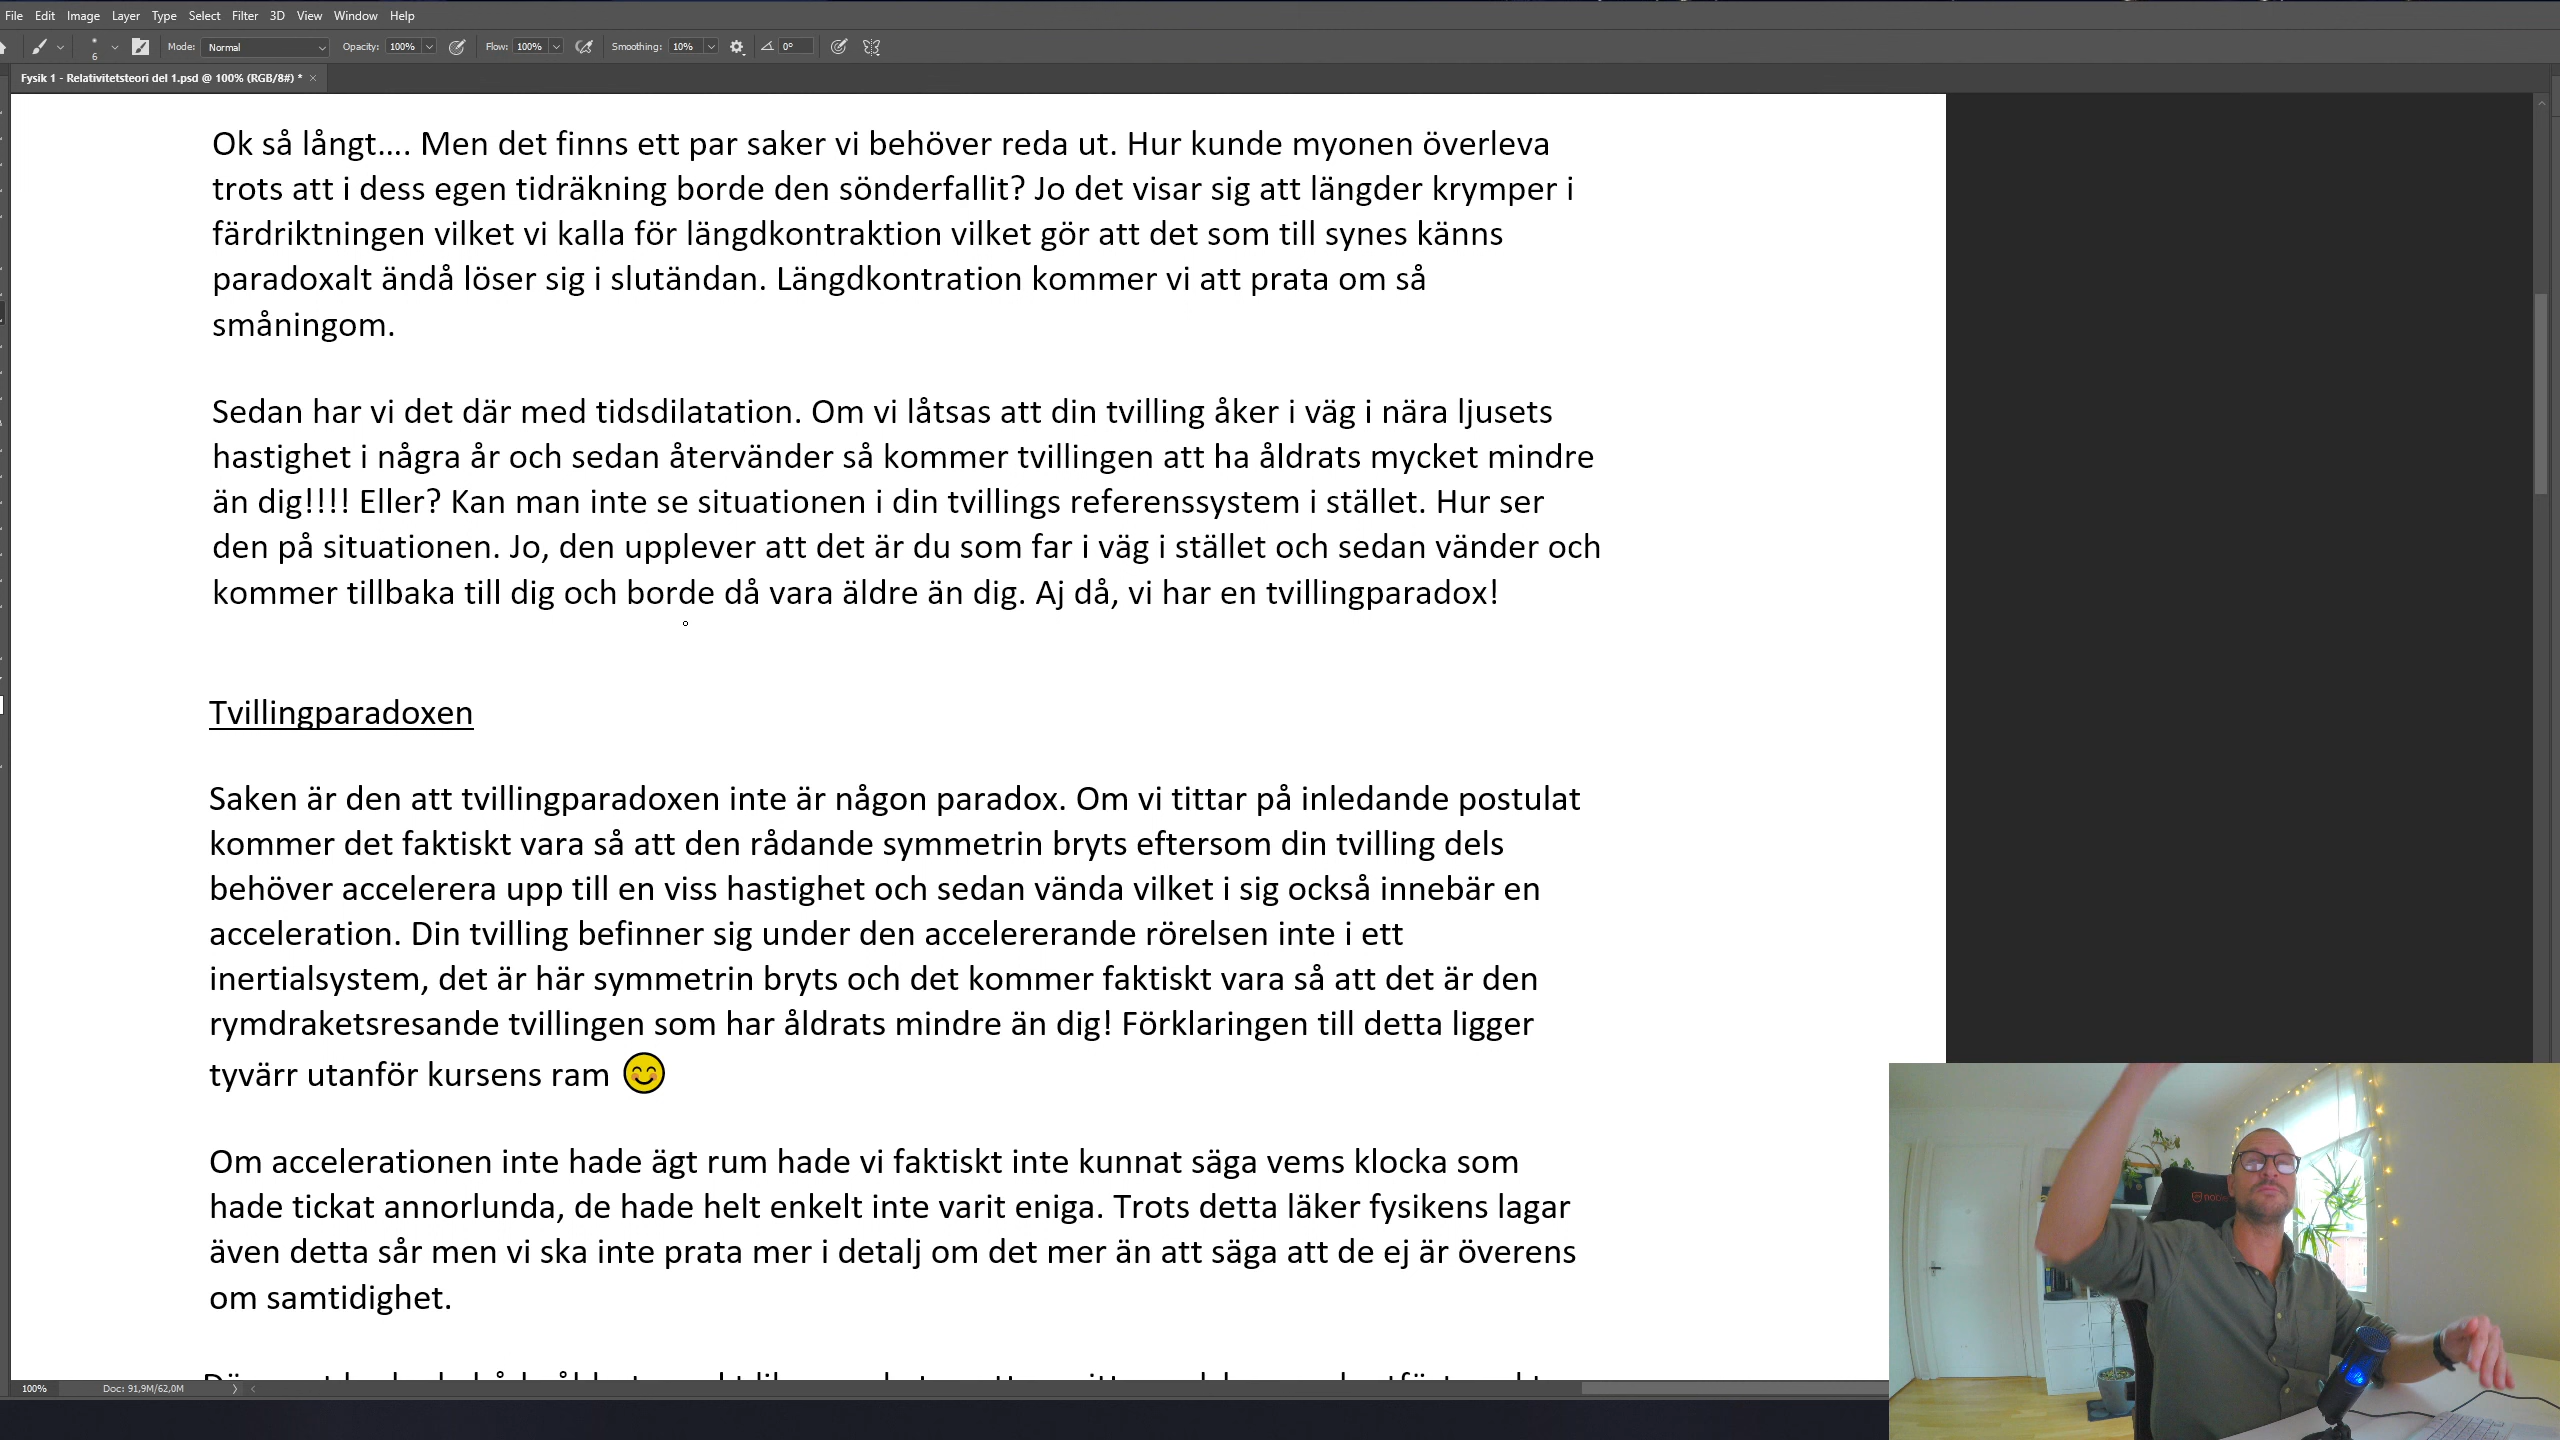 File Edit Image Layer Type Select Filter 3D View Window Help
6 Mode: Normal Opacity: 100% Flow: 100% Smoothing: 10% 0°
Fysik 1 - Relativitetsteori del 1.psd @ 100% (RGB/8#) * ×
Ok så långt.... Men det finns ett par saker vi behöver reda ut. Hur kunde myonen överleva
trots att i dess egen tidräkning borde den sönderfallit? Jo det visar sig att längder krymper i
färdriktningen vilket vi kalla för längdkontraktion vilket gör att det som till synes känns
paradoxalt ändå löser sig i slutändan. Längdkontration kommer vi att prata om så
småningom.
Sedan har vi det där med tidsdilatation. Om vi låtsas att din tvilling åker i väg i nära ljusets
hastighet i några år och sedan återvänder så kommer tvillingen att ha åldrats mycket mindre
än dig!!!! Eller? Kan man inte se situationen i din tvillings referenssystem i stället. Hur ser
den på situationen. Jo, den upplever att det är du som far i väg i stället och sedan vänder och
kommer tillbaka till dig och borde då vara äldre än dig. Aj då, vi har en tvillingparadox!
Tvillingparadoxen
Saken är den att tvillingparadoxen inte är någon paradox. Om vi tittar på inledande postulat
kommer det faktiskt vara så att den rådande symmetrin bryts eftersom din tvilling dels
behöver accelerera upp till en viss hastighet och sedan vända vilket i sig också innebär en
acceleration. Din tvilling befinner sig under den accelererande rörelsen inte i ett
inertialsystem, det är här symmetrin bryts och det kommer faktiskt vara så att det är den
rymdraketsresande tvillingen som har åldrats mindre än dig! Förklaringen till detta ligger
tyvärr utanför kursens ram 😊
Om accelerationen inte hade ägt rum hade vi faktiskt inte kunnat säga vems klocka som
hade tickat annorlunda, de hade helt enkelt inte varit eniga. Trots detta läker fysikens lagar
även detta sår men vi ska inte prata mer i detalj om det mer än att säga att de ej är överens
om samtidighet.
100% Doc: 91,9M/62,0M